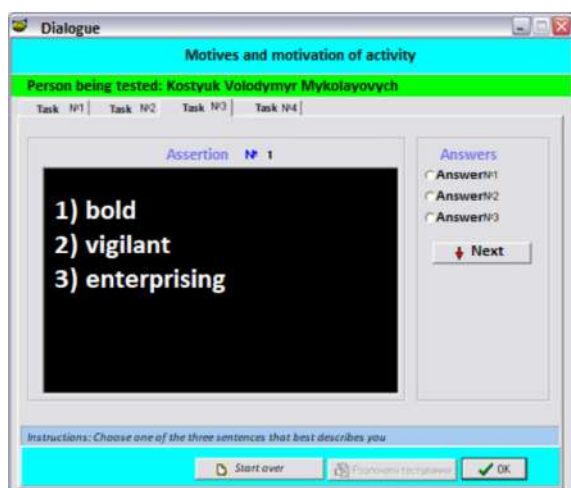 Dialogue
Motives and motivation of activity
Person being tested: Kostyuk Volodymyr Mykolayovych
Task №1 Task №2 Task №3 Task №4
Assertion № 1
1) bold
2) vigilant
3) enterprising
Answers
Answer№1
Answer№2
Answer№3
Next
Instructions: Choose one of the three sentences that best describes you
Start over Розпочати тестування OK